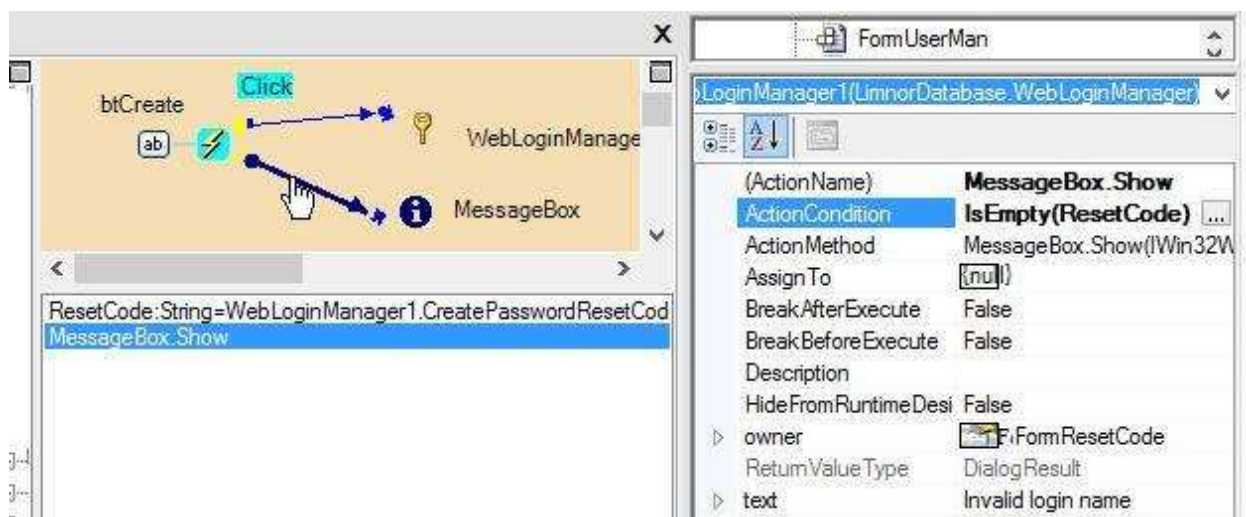 X
Click
btCreate
ab
WebLoginManage
MessageBox
ResetCode:String=WebLoginManager1.CreatePasswordResetCod
MessageBox.Show
FormUserMan
LoginManager1(LimnorDatabase.WebLoginManager)
A
Z
(ActionName) MessageBox.Show
ActionCondition IsEmpty(ResetCode) ...
ActionMethod MessageBox.Show(IWin32W
AssignTo {null}
BreakAfterExecute False
BreakBeforeExecute False
Description
HideFromRuntimeDesi False
owner FormResetCode
ReturnValueType DialogResult
text Invalid login name